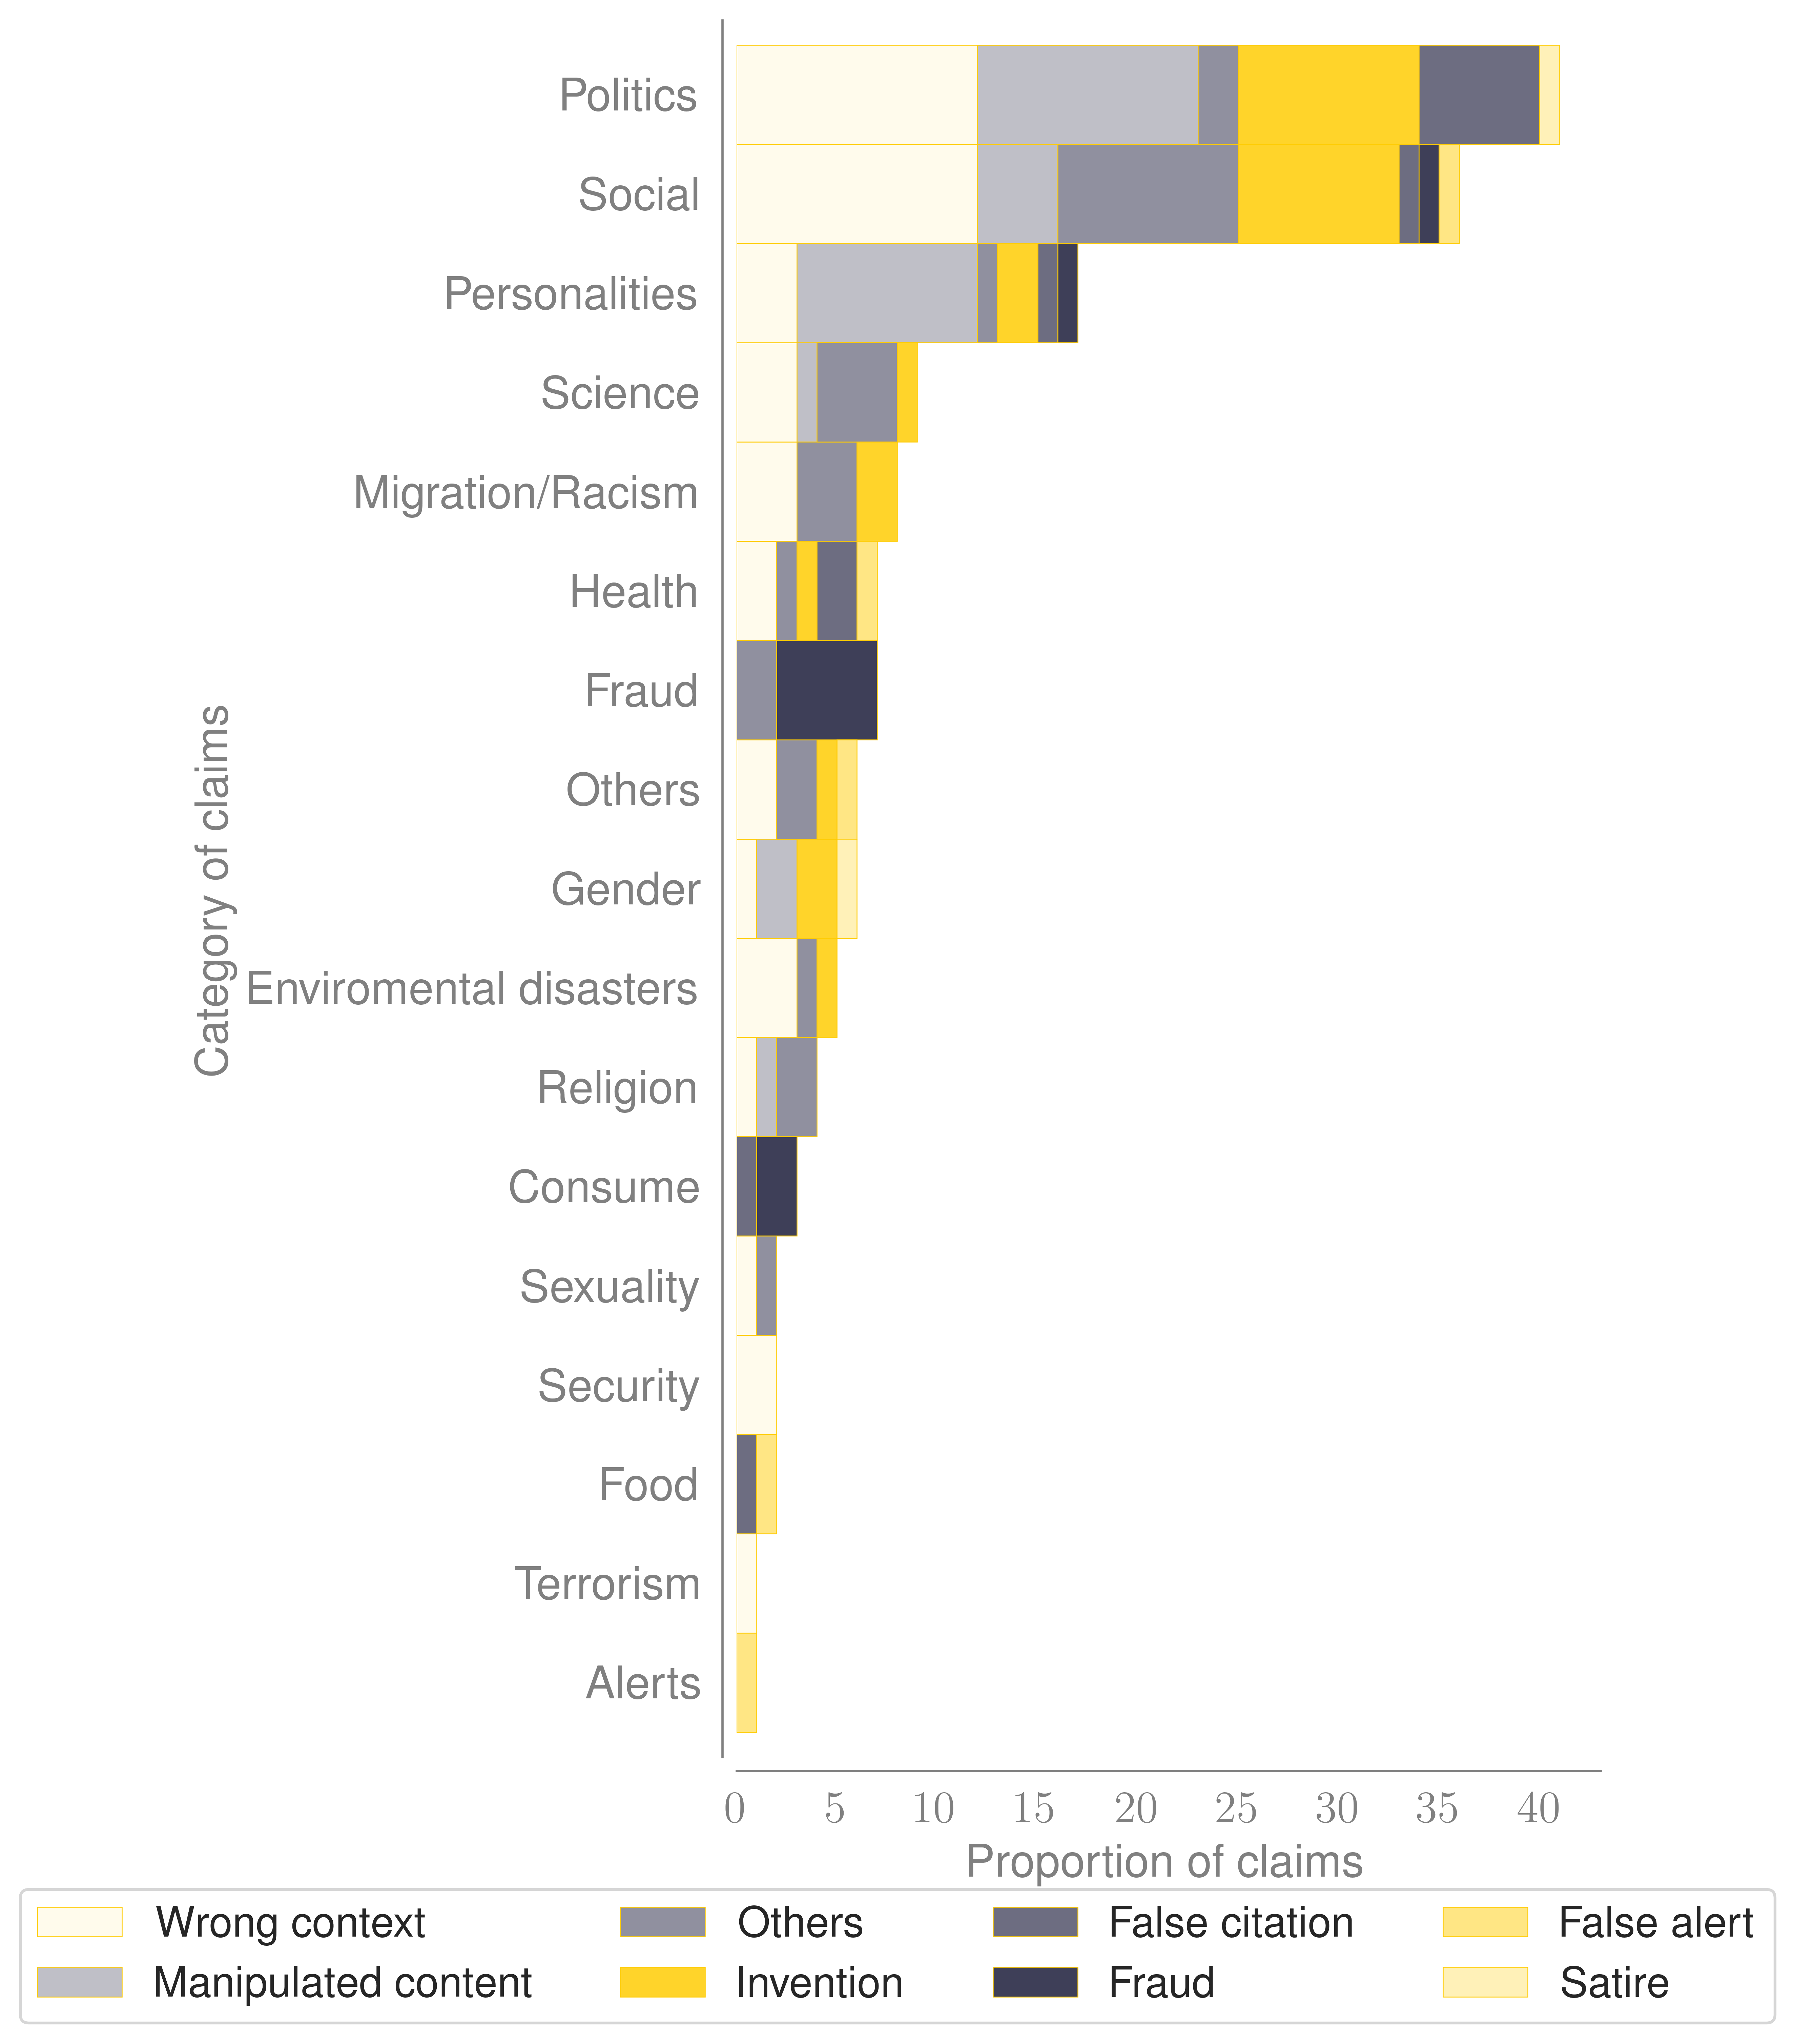 Politics
Social
Personalities
Science
Migration/Racism
Health
Fraud
Others
Gender
Enviromental disasters
Religion
Consume
Sexuality
Security
Food
Terrorism
Alerts
Category of claims
0 5 10 15 20 25 30 35 40
Proportion of claims
Wrong context Others False citation False alert
Manipulated content Invention Fraud Satire